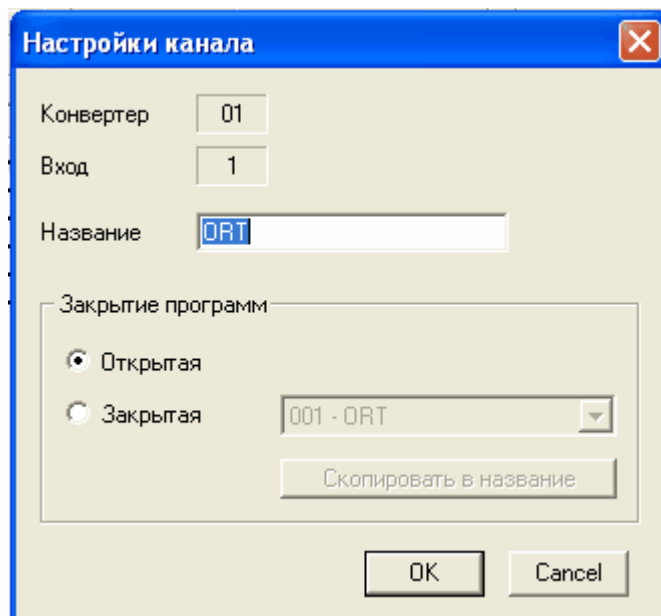 Настройки канала
Конвертер 01
Вход 1
Название ORT
Закрытие программ
Открытая
Закрытая 001 - ORT
Скопировать в название
OK Cancel